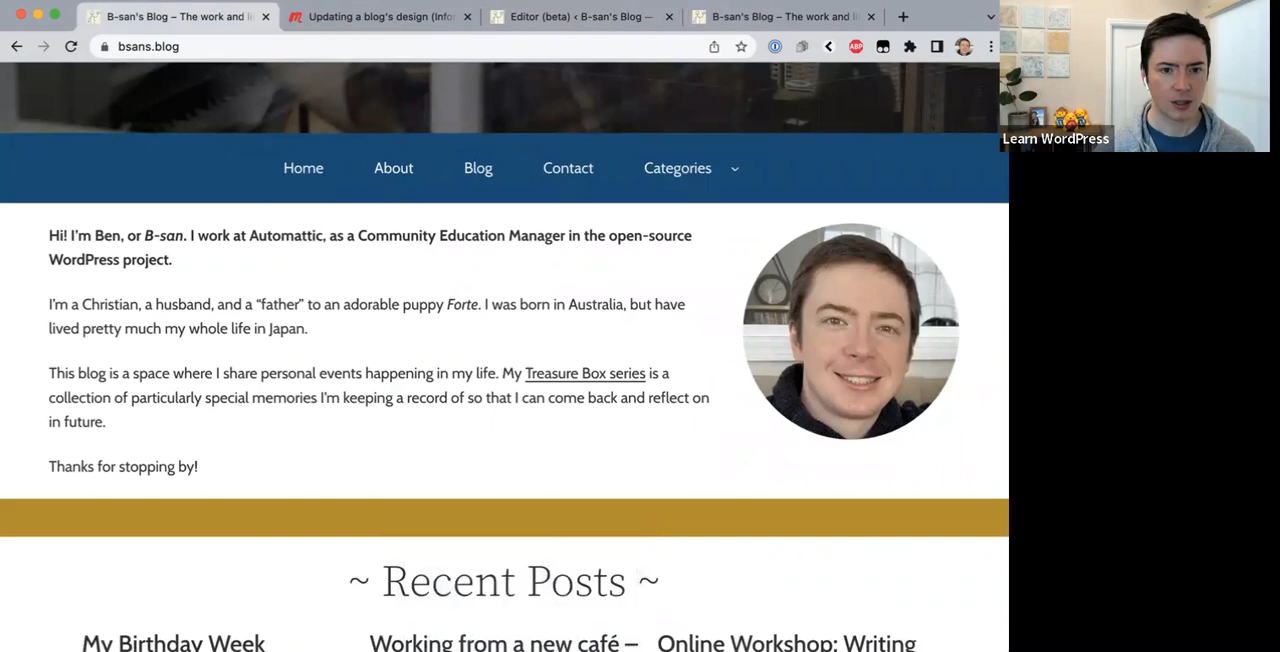 B-san's Blog – The work and li
Updating a blog's design (Info
Editor (beta) ‹ B-san's Blog —
B-san's Blog – The work and li
bsans.blog
ABP
Learn WordPress
Home
About
Blog
Contact
Categories
Hi! I'm Ben, or B-san. I work at Automattic, as a Community Education Manager in the open-source
WordPress project.
I'm a Christian, a husband, and a “father” to an adorable puppy Forte. I was born in Australia, but have
lived pretty much my whole life in Japan.
This blog is a space where I share personal events happening in my life. My Treasure Box series is a
collection of particularly special memories I'm keeping a record of so that I can come back and reflect on
in future.
Thanks for stopping by!
~ Recent Posts ~
My Birthday Week
Working from a new café –
Online Workshop: Writing